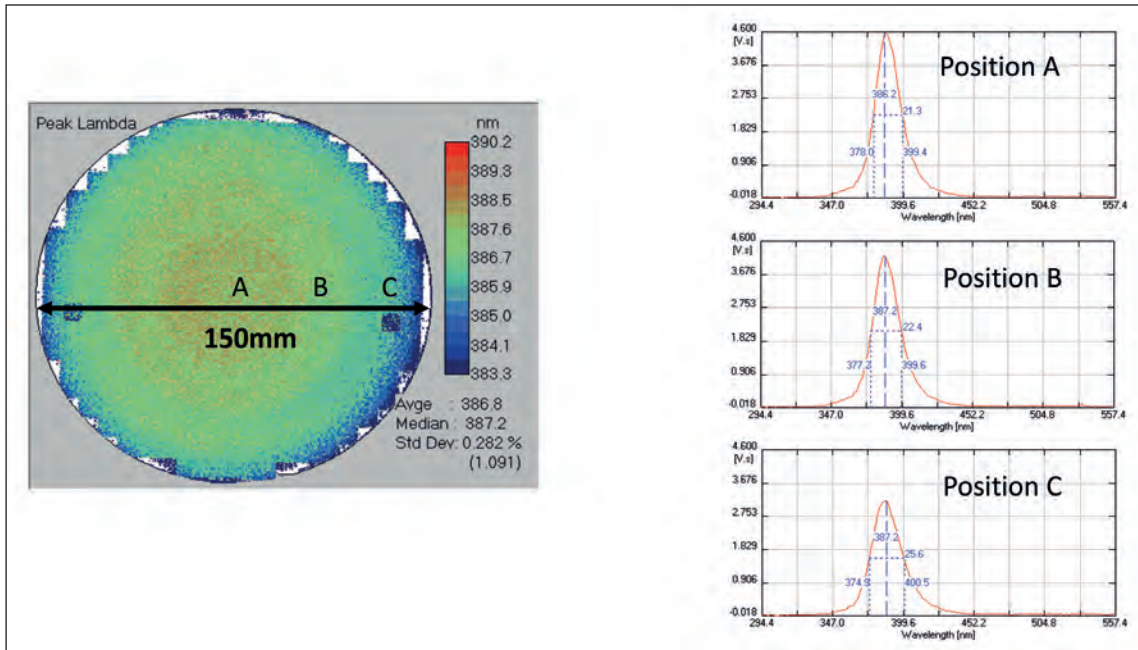 Peak Lambda
nm
390.2
389.3
388.5
387.6
386.7
385.9
385.0
384.1
383.3
A B C
150mm
Avge : 386.8
Median : 387.2
Std Dev: 0.282 %
(1.091)
4.600
[V.s]
3.676
2.753
1.829
0.906
-0.018
Position A
386.2
21.3
378.0
399.4
294.4 347.0 399.6 452.2 504.8 557.4
Wavelength [nm]
4.600
[V.s]
3.676
2.753
1.829
0.906
-0.018
Position B
387.2
22.4
377.2
399.6
294.4 347.0 399.6 452.2 504.8 557.4
Wavelength [nm]
4.600
[V.s]
3.676
2.753
1.829
0.906
-0.018
Position C
387.2
25.6
374.9
400.5
294.4 347.0 399.6 452.2 504.8 557.4
Wavelength [nm]